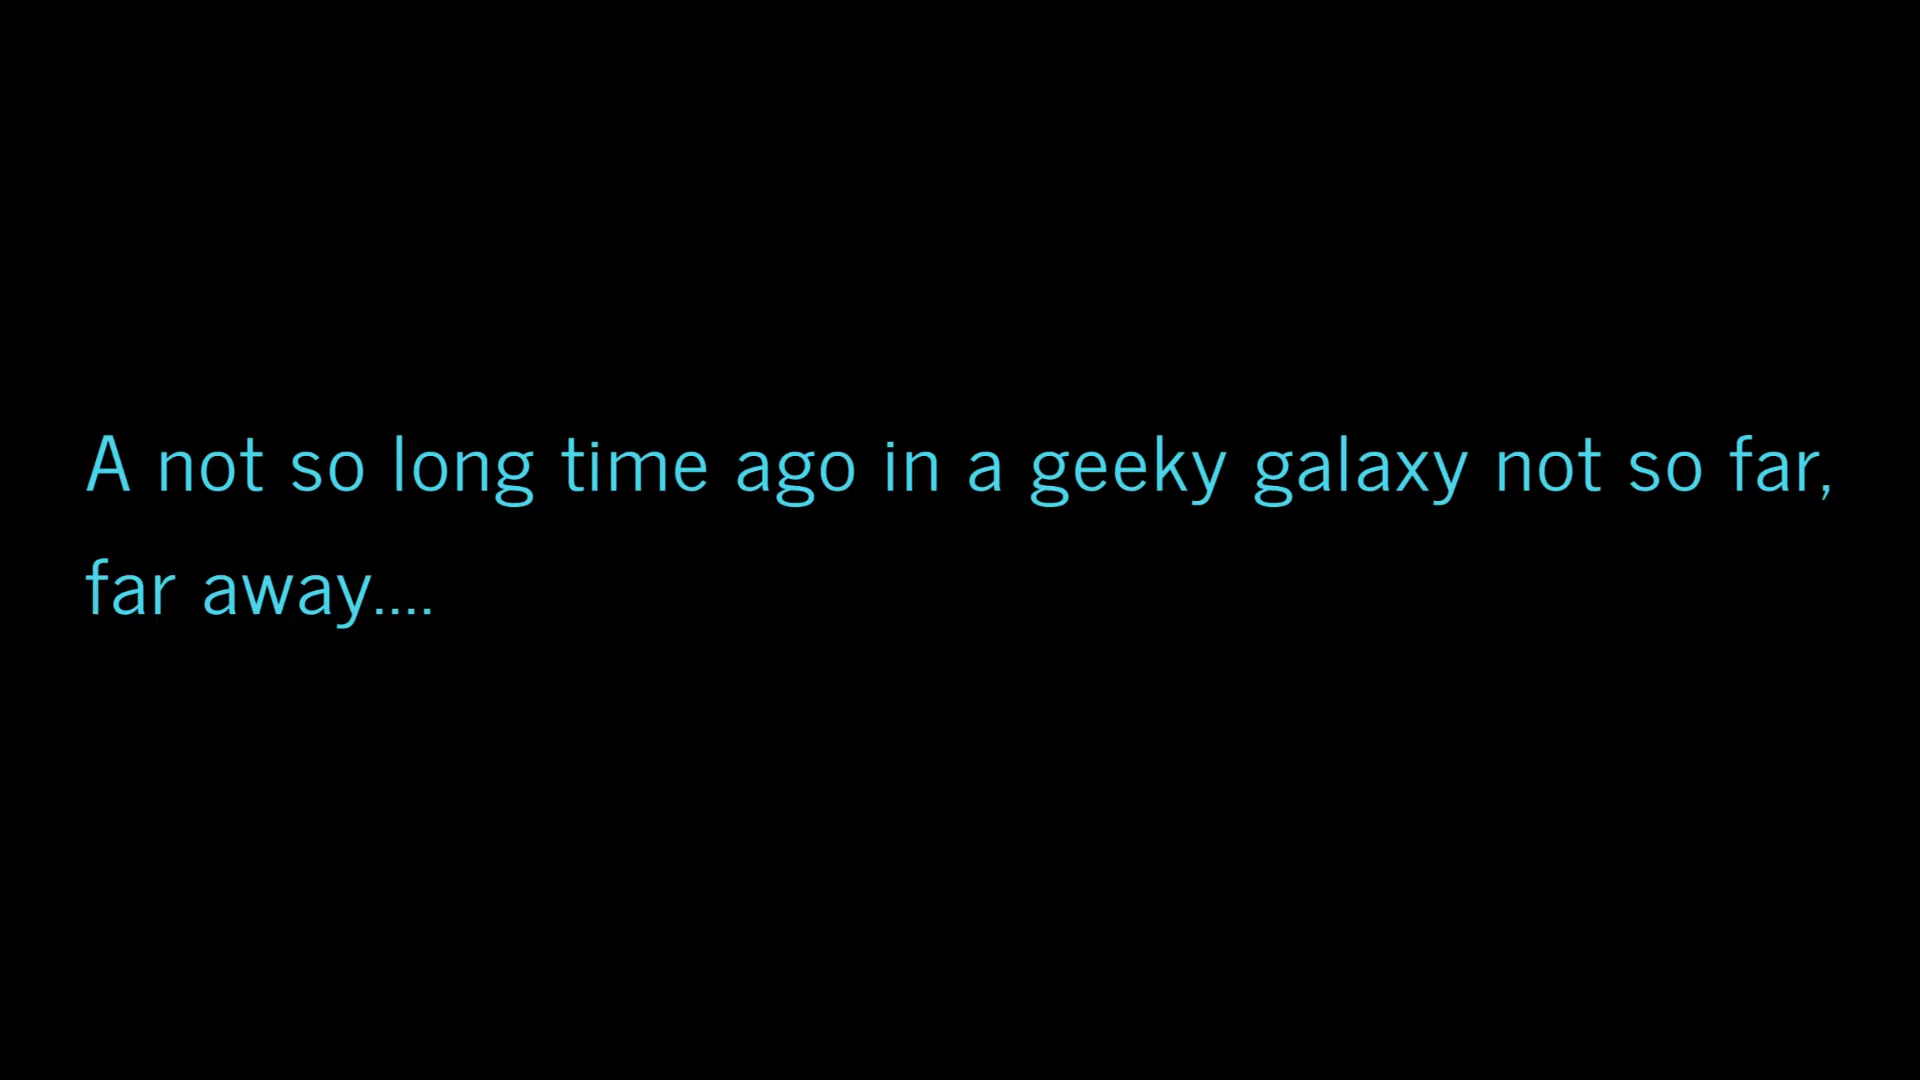 A not so long time ago in a geeky galaxy not so far,
far away....